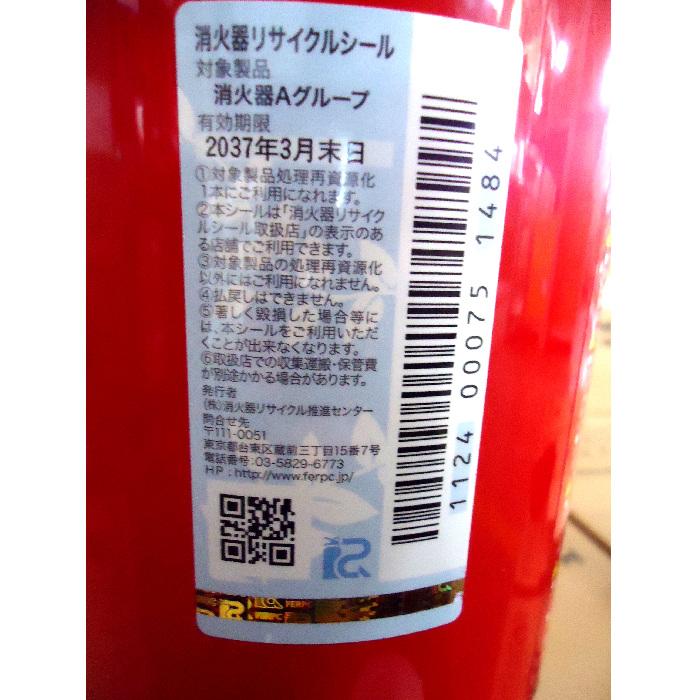 消火器リサイクルシール
対象製品
消火器Aグループ
有効期限
2037年3月末日
①対象製品処理再資源化
1本にご利用になれます。
②本シールは「消火器リサイク
ルシール取扱店」の表示のあ
る店舗でご利用できます。
③対象製品の処理再資源化
以外にはご利用になれません。
④払戻しはできません。
⑤著しく毀損した場合等に
は、本シールをご利用いただ
くことが出来なくなります。
⑥取扱店での収集運搬・保管費
が別途かかる場合があります。
発行者
(株)消火器リサイクル推進センター
問合せ先
〒111-0051
東京都台東区蔵前三丁目15番7号
電話番号:03-5829-6773
HP:http://www.ferpc.jp/
1124 00075 1484
FERPC